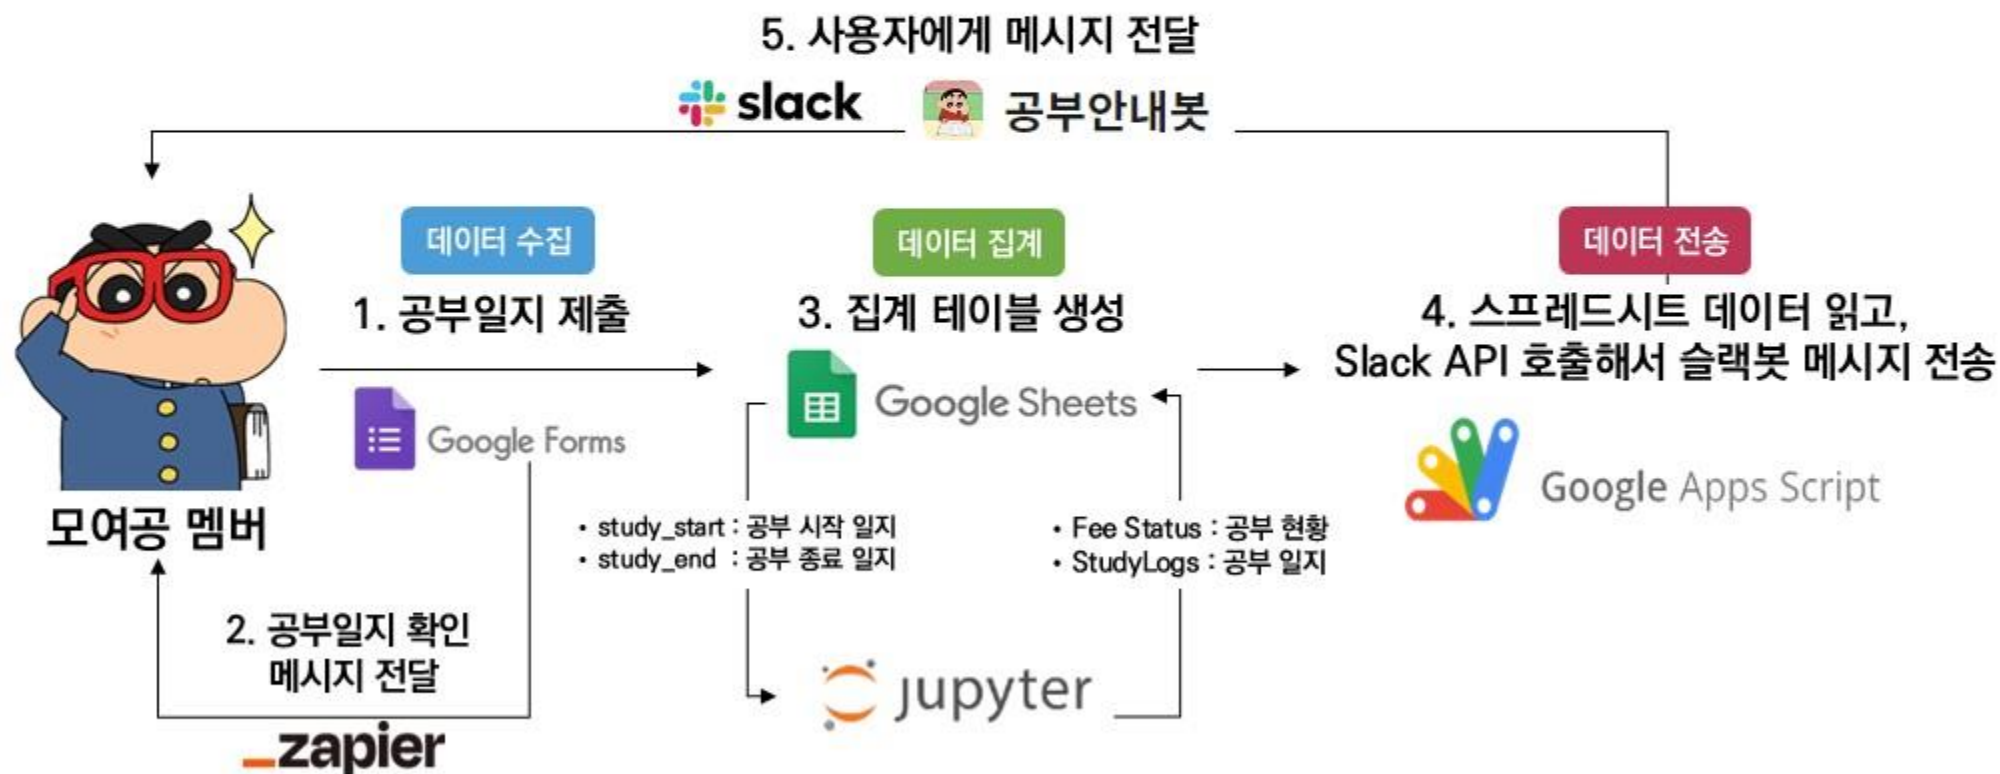 5. 사용자에게 메시지 전달
slack 공부안내봇
데이터 수집
1. 공부일지 제출
Google Forms
모여공 멤버
2. 공부일지 확인
메시지 전달
zapier
데이터 집계
3. 집계 테이블 생성
Google Sheets
• study_start : 공부 시작 일지
• study_end : 공부 종료 일지
• Fee Status : 공부 현황
• StudyLogs : 공부 일지
jupyter
데이터 전송
4. 스프레드시트 데이터 읽고,
Slack API 호출해서 슬랙봇 메시지 전송
Google Apps Script